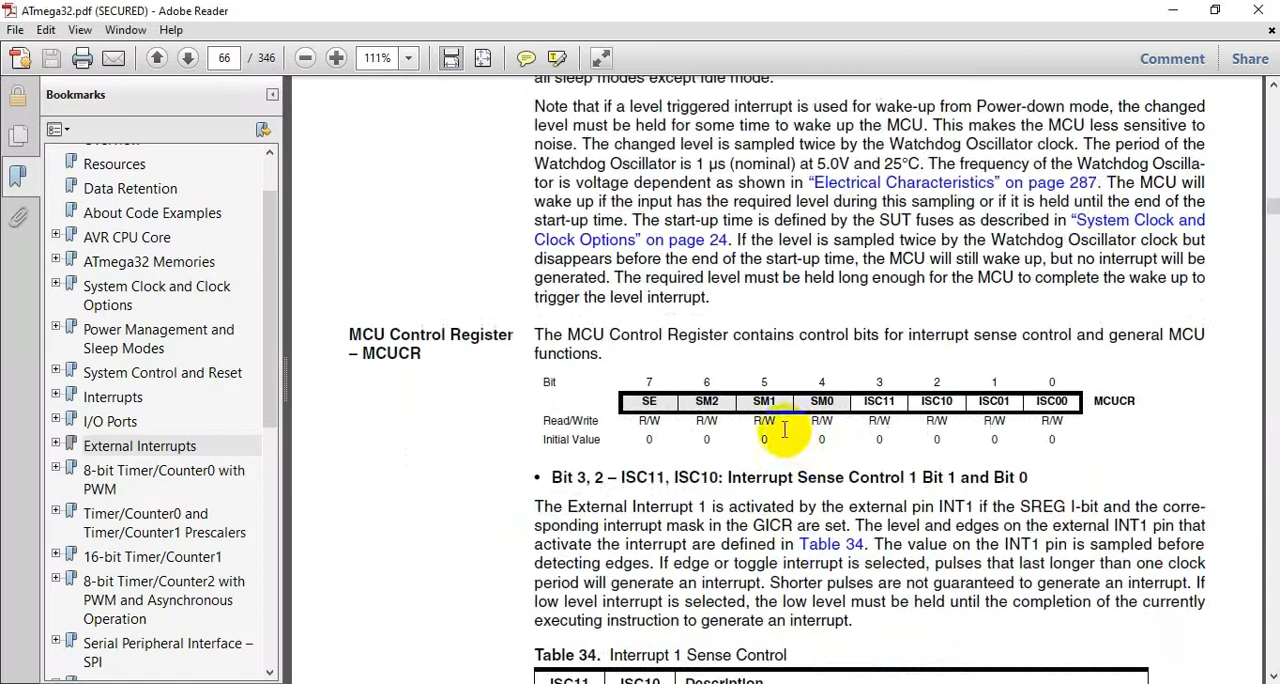 ATmega32.pdf (SECURED) - Adobe Reader
File Edit View Window Help
66 / 346 111% Comment Share
Bookmarks
Resources
Data Retention
About Code Examples
AVR CPU Core
ATmega32 Memories
System Clock and Clock
Options
Power Management and
Sleep Modes
System Control and Reset
Interrupts
I/O Ports
External Interrupts
8-bit Timer/Counter0 with
PWM
Timer/Counter0 and
Timer/Counter1 Prescalers
16-bit Timer/Counter1
8-bit Timer/Counter2 with
PWM and Asynchronous
Operation
Serial Peripheral Interface –
SPI
all sleep modes except Idle mode.
Note that if a level triggered interrupt is used for wake-up from Power-down mode, the changed
level must be held for some time to wake up the MCU. This makes the MCU less sensitive to
noise. The changed level is sampled twice by the Watchdog Oscillator clock. The period of the
Watchdog Oscillator is 1 µs (nominal) at 5.0V and 25°C. The frequency of the Watchdog Oscilla-
tor is voltage dependent as shown in “Electrical Characteristics” on page 287. The MCU will
wake up if the input has the required level during this sampling or if it is held until the end of the
start-up time. The start-up time is defined by the SUT fuses as described in “System Clock and
Clock Options” on page 24. If the level is sampled twice by the Watchdog Oscillator clock but
disappears before the end of the start-up time, the MCU will still wake up, but no interrupt will be
generated. The required level must be held long enough for the MCU to complete the wake up to
trigger the level interrupt.
MCU Control Register
– MCUCR
The MCU Control Register contains control bits for interrupt sense control and general MCU
functions.
Bit 7 6 5 4 3 2 1 0
SE SM2 SM1 SM0 ISC11 ISC10 ISC01 ISC00 MCUCR
Read/Write R/W R/W R/W R/W R/W R/W R/W R/W
Initial Value 0 0 0 0 0 0 0 0
• Bit 3, 2 – ISC11, ISC10: Interrupt Sense Control 1 Bit 1 and Bit 0
The External Interrupt 1 is activated by the external pin INT1 if the SREG I-bit and the corre-
sponding interrupt mask in the GICR are set. The level and edges on the external INT1 pin that
activate the interrupt are defined in Table 34. The value on the INT1 pin is sampled before
detecting edges. If edge or toggle interrupt is selected, pulses that last longer than one clock
period will generate an interrupt. Shorter pulses are not guaranteed to generate an interrupt. If
low level interrupt is selected, the low level must be held until the completion of the currently
executing instruction to generate an interrupt.
Table 34. Interrupt 1 Sense Control
ISC11 ISC10 Description